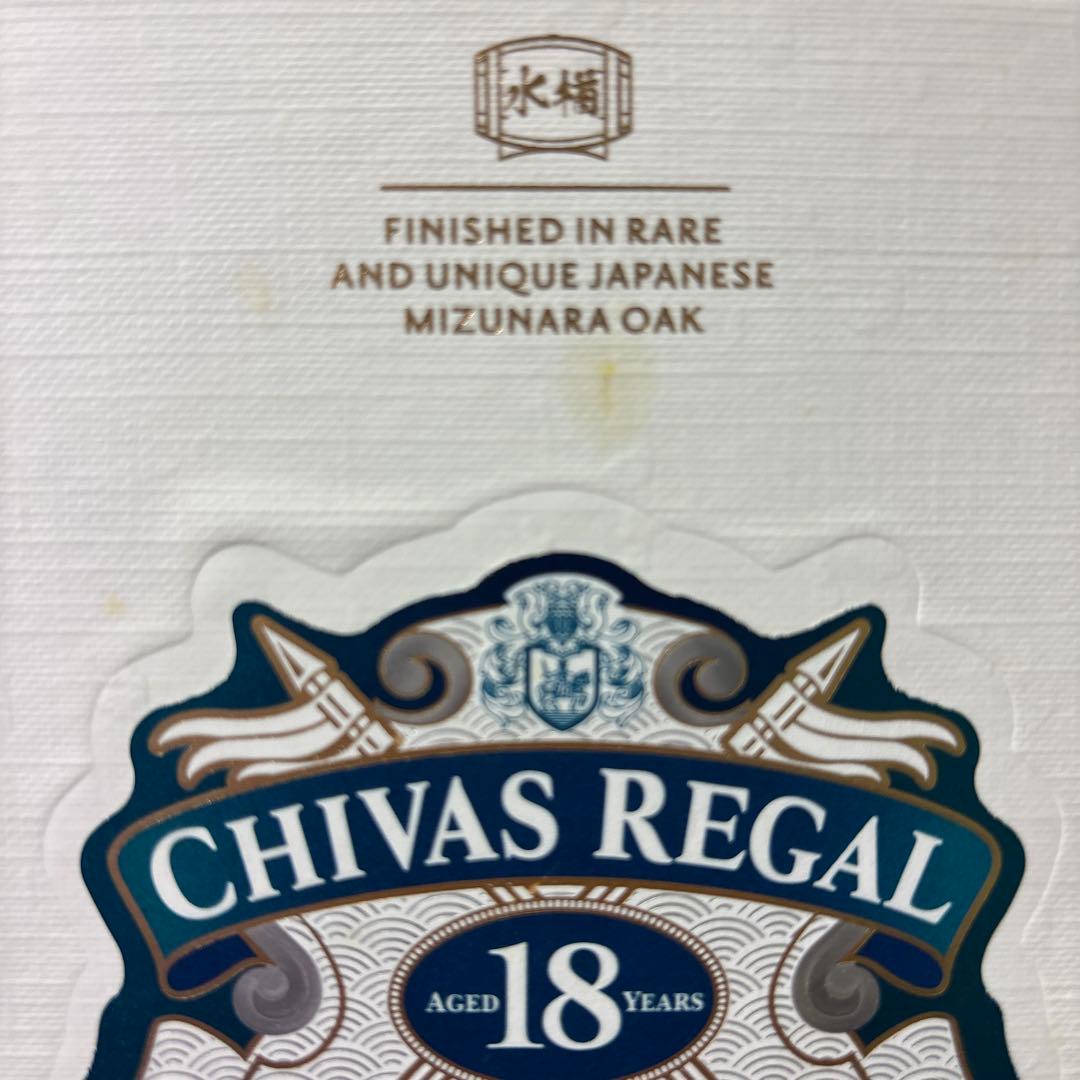 水楢
FINISHED IN RARE
AND UNIQUE JAPANESE
MIZUNARA OAK
CHIVAS REGAL
AGED 18 YEARS